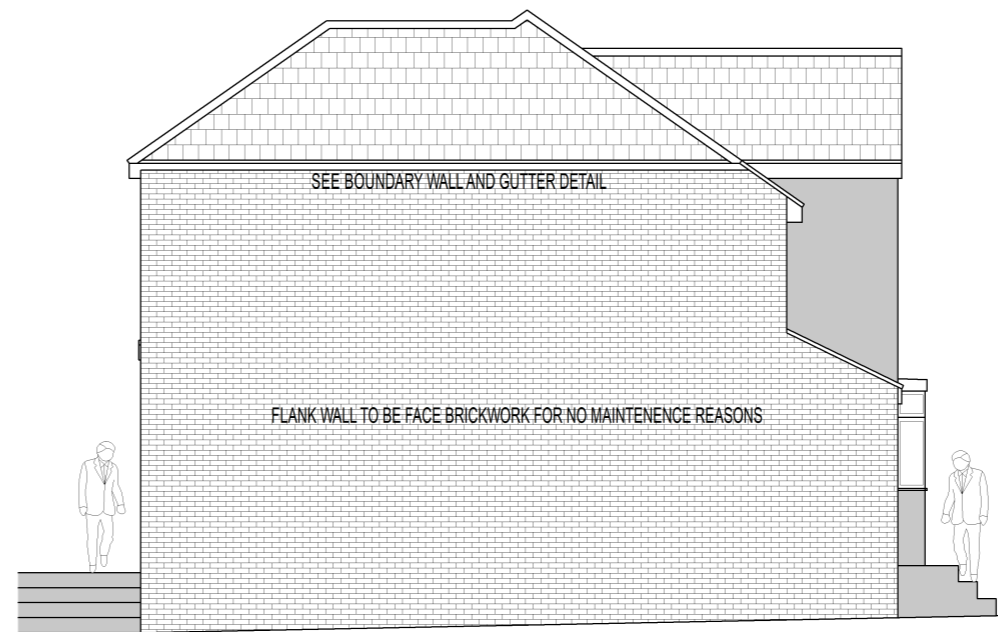 SEE BOUNDARY WALL AND GUTTER DETAIL
FLANK WALL TO BE FACE BRICKWORK FOR NO MAINTENENCE REASONS